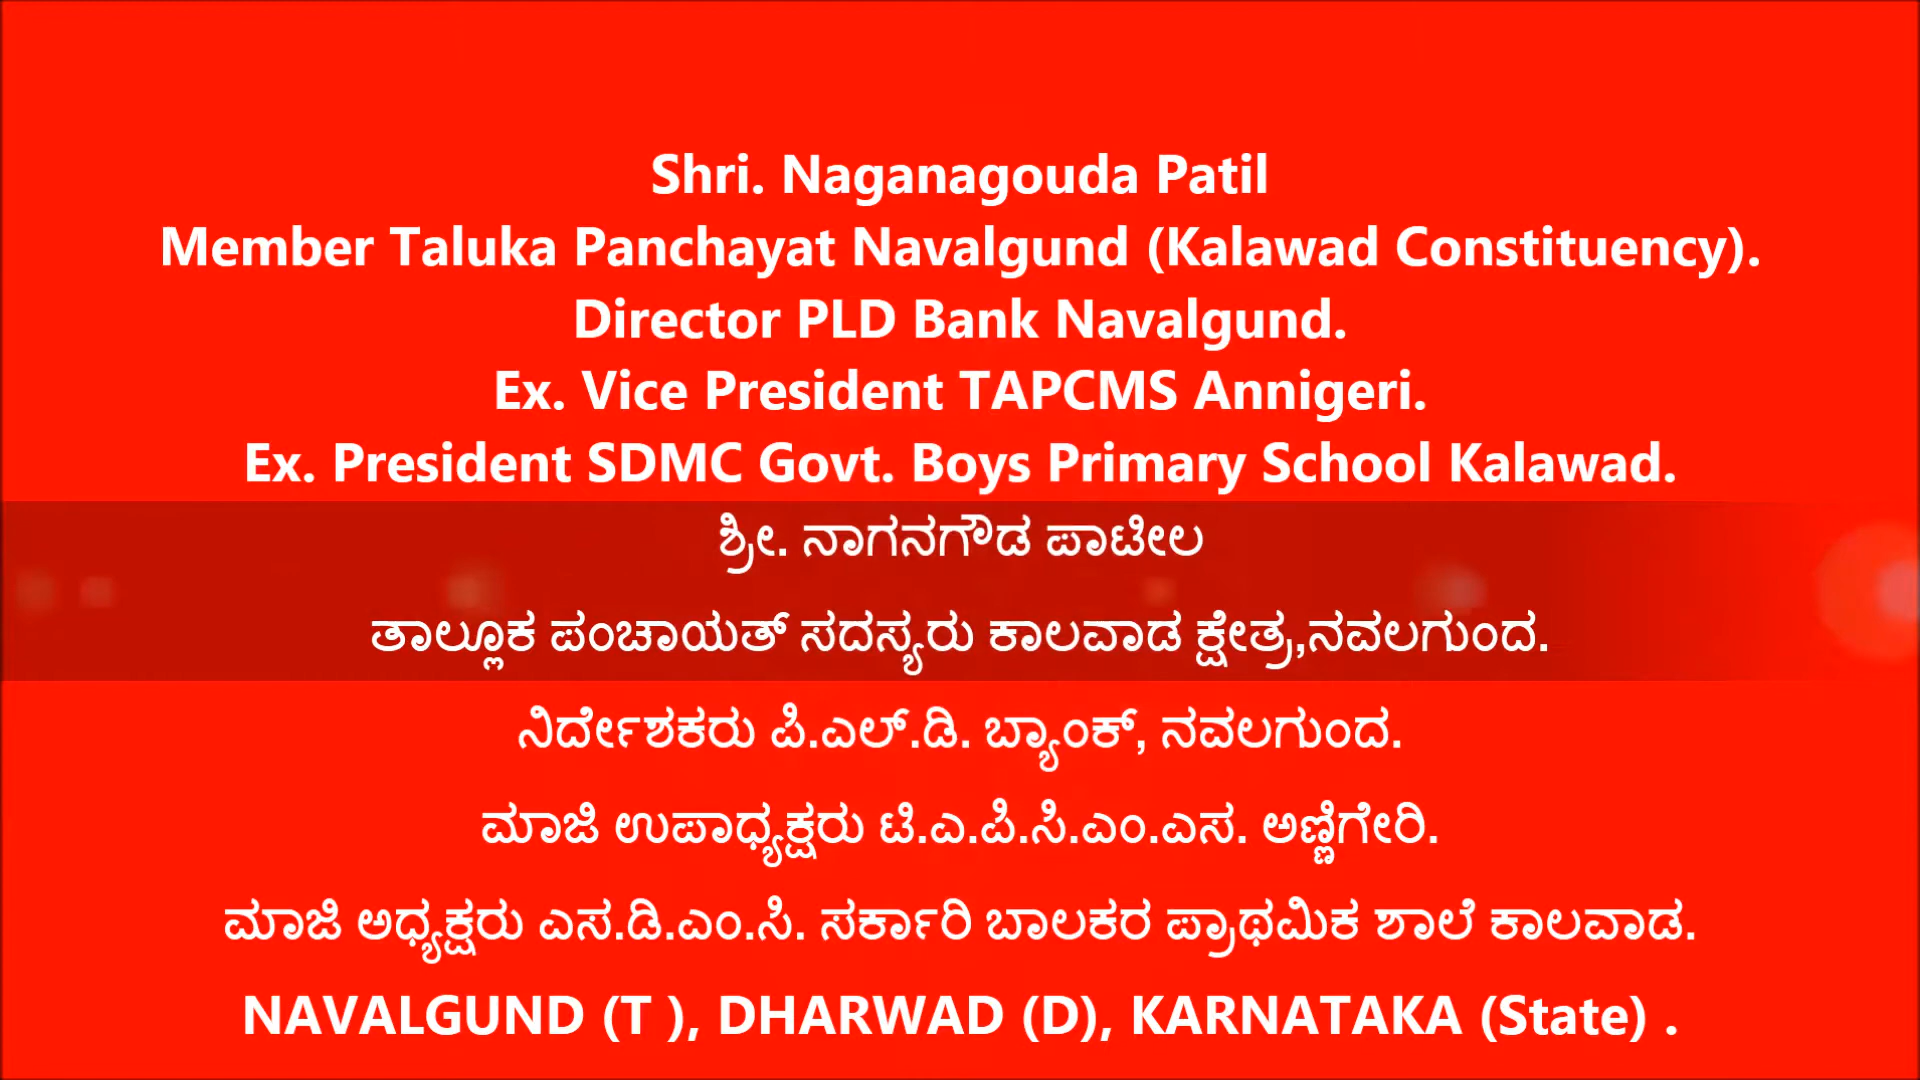 Shri. Naganagouda Patil
Member Taluka Panchayat Navalgund (Kalawad Constituency).
Director PLD Bank Navalgund.
Ex. Vice President TAPCMS Annigeri.
Ex. President SDMC Govt. Boys Primary School Kalawad.
ಶ್ರೀ. ನಾಗನಗೌಡ ಪಾಟೀಲ
ತಾಲ್ಲೂಕ ಪಂಚಾಯತ್ ಸದಸ್ಯರು ಕಾಲವಾಡ ಕ್ಷೇತ್ರ,ನವಲಗುಂದ.
ನಿರ್ದೇಶಕರು ಪಿ.ಎಲ್.ಡಿ. ಬ್ಯಾಂಕ್, ನವಲಗುಂದ.
ಮಾಜಿ ಉಪಾಧ್ಯಕ್ಷರು ಟಿ.ಎ.ಪಿ.ಸಿ.ಎಂ.ಎಸ. ಅಣ್ಣಿಗೇರಿ.
ಮಾಜಿ ಅಧ್ಯಕ್ಷರು ಎಸ.ಡಿ.ಎಂ.ಸಿ. ಸರ್ಕಾರಿ ಬಾಲಕರ ಪ್ರಾಥಮಿಕ ಶಾಲೆ ಕಾಲವಾಡ.
NAVALGUND (T ), DHARWAD (D), KARNATAKA (State) .